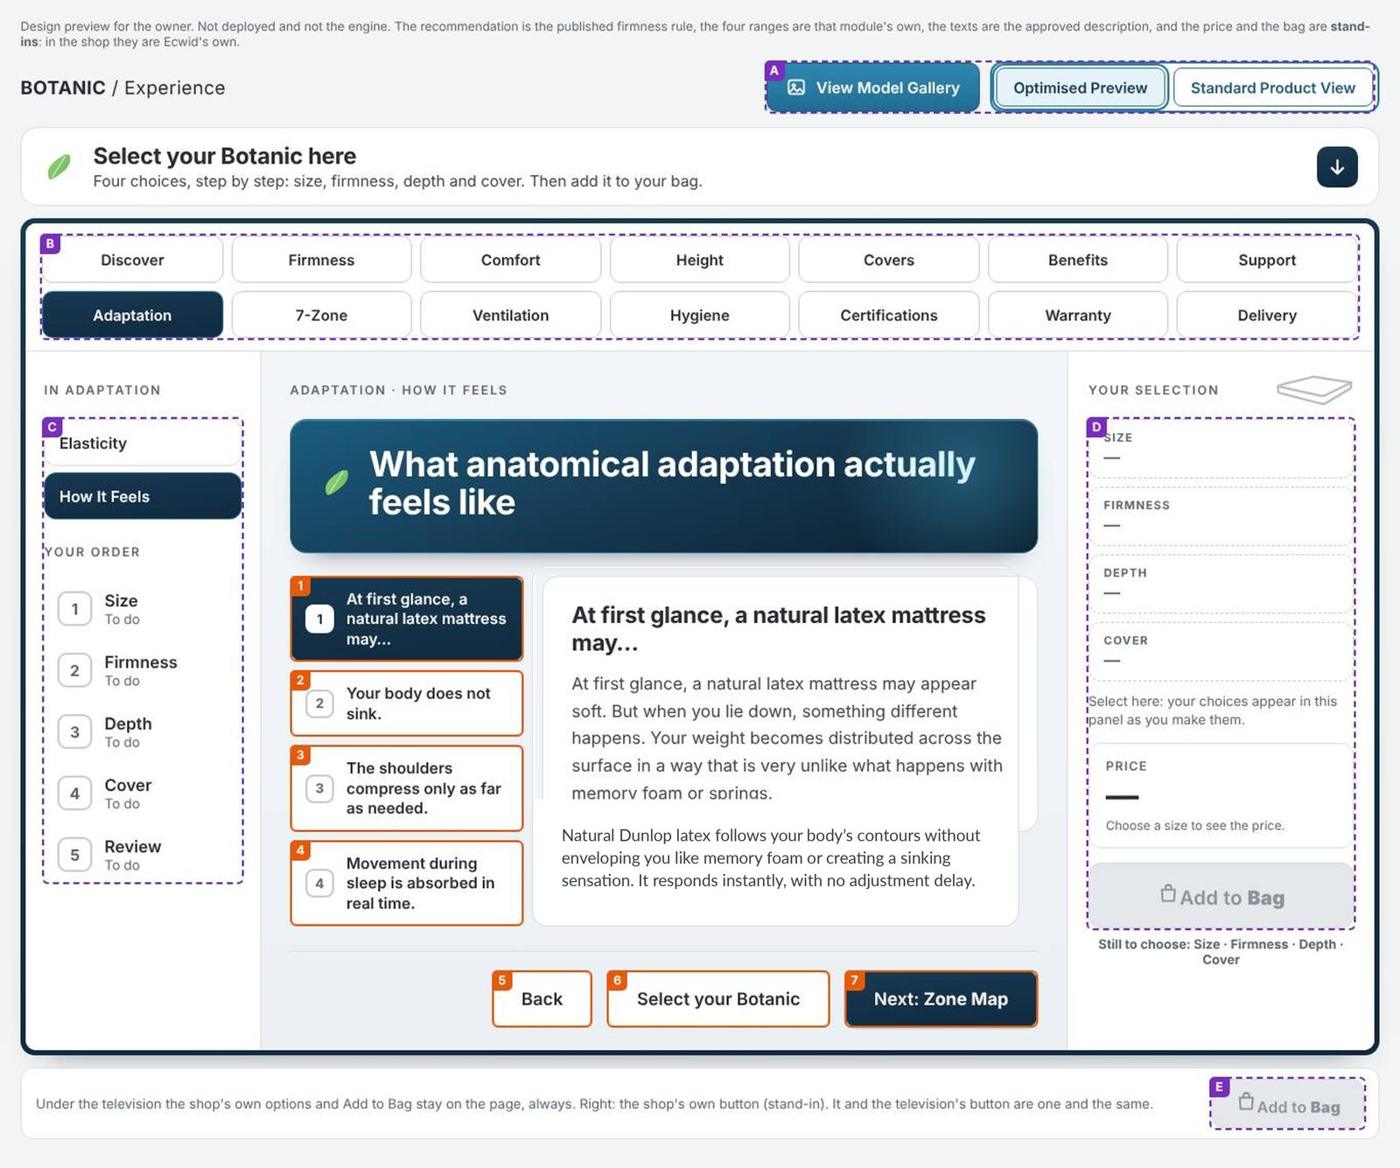 Design preview for the owner. Not deployed and not the engine. The recommendation is the published firmness rule, the four ranges are that module's own, the texts are the approved description, and the price and the bag are stand-
ins: in the shop they are Ecwid's own.
BOTANIC / Experience
A
View Model Gallery
Optimised Preview
Standard Product View
Select your Botanic here
Four choices, step by step: size, firmness, depth and cover. Then add it to your bag.
B
Discover
Firmness
Comfort
Height
Covers
Benefits
Support
Adaptation
7-Zone
Ventilation
Hygiene
Certifications
Warranty
Delivery
IN ADAPTATION
C
Elasticity
How It Feels
YOUR ORDER
1
Size
To do
2
Firmness
To do
3
Depth
To do
4
Cover
To do
5
Review
To do
ADAPTATION · HOW IT FEELS
What anatomical adaptation actually
feels like
1
1
At first glance, a
natural latex mattress
may...
2
2
Your body does not
sink.
3
3
The shoulders
compress only as far
as needed.
4
4
Movement during
sleep is absorbed in
real time.
At first glance, a natural latex mattress
may...
At first glance, a natural latex mattress may appear
soft. But when you lie down, something different
happens. Your weight becomes distributed across the
surface in a way that is very unlike what happens with
memory foam or springs.
Natural Dunlop latex follows your body’s contours without
enveloping you like memory foam or creating a sinking
sensation. It responds instantly, with no adjustment delay.
5
Back
6
Select your Botanic
7
Next: Zone Map
YOUR SELECTION
D
SIZE
—
FIRMNESS
—
DEPTH
—
COVER
—
Select here: your choices appear in this
panel as you make them.
PRICE
—
Choose a size to see the price.
Add to Bag
Still to choose: Size · Firmness · Depth ·
Cover
Under the television the shop's own options and Add to Bag stay on the page, always. Right: the shop's own button (stand-in). It and the television's button are one and the same.
E
Add to Bag